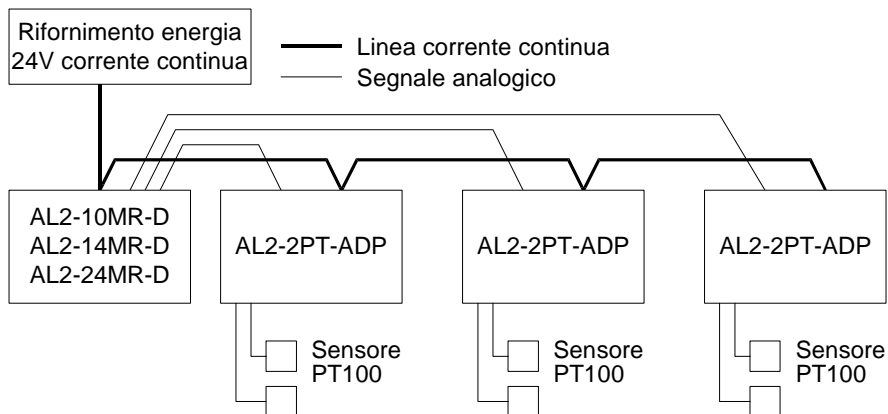 Rifornimento energia
24V corrente continua
Linea corrente continua
Segnale analogico
AL2-10MR-D
AL2-14MR-D
AL2-24MR-D
AL2-2PT-ADP
AL2-2PT-ADP
AL2-2PT-ADP
Sensore
PT100
Sensore
PT100
Sensore
PT100